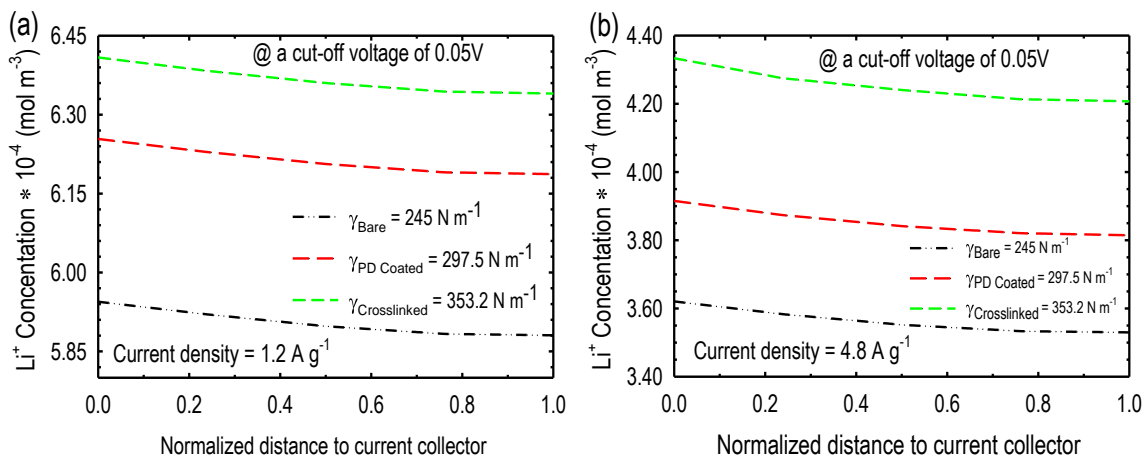 (a)
6.45
6.30
6.15
6.00
5.85
Li⁺ Concentation ∗ 10⁻⁴ (mol m⁻³)
@ a cut-off voltage of 0.05V
γBare = 245 N m⁻¹
γPD Coated = 297.5 N m⁻¹
γCrosslinked = 353.2 N m⁻¹
Current density = 1.2 A g⁻¹
0.0 0.2 0.4 0.6 0.8 1.0
Normalized distance to current collector
(b)
4.40
4.20
4.00
3.80
3.60
3.40
Li⁺ Concentation ∗ 10⁻⁴ (mol m⁻³)
@ a cut-off voltage of 0.05V
γBare = 245 N m⁻¹
γPD Coated = 297.5 N m⁻¹
γCrosslinked = 353.2 N m⁻¹
Current density = 4.8 A g⁻¹
0.0 0.2 0.4 0.6 0.8 1.0
Normalized distance to current collector